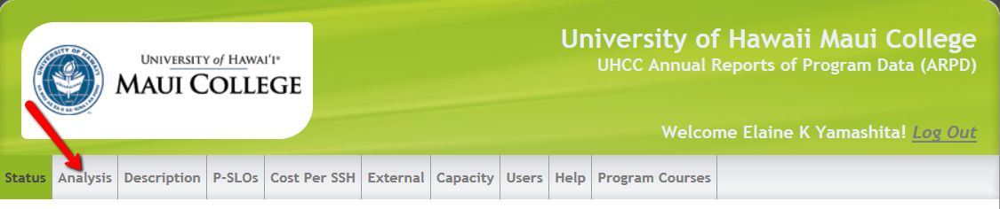 University of Hawaii Maui College
UHCC Annual Reports of Program Data (ARPD)
UNIVERSITY of HAWAI'I®
MAUI COLLEGE
Welcome Elaine K Yamashita! Log Out
Status Analysis Description P-SLOs Cost Per SSH External Capacity Users Help Program Courses